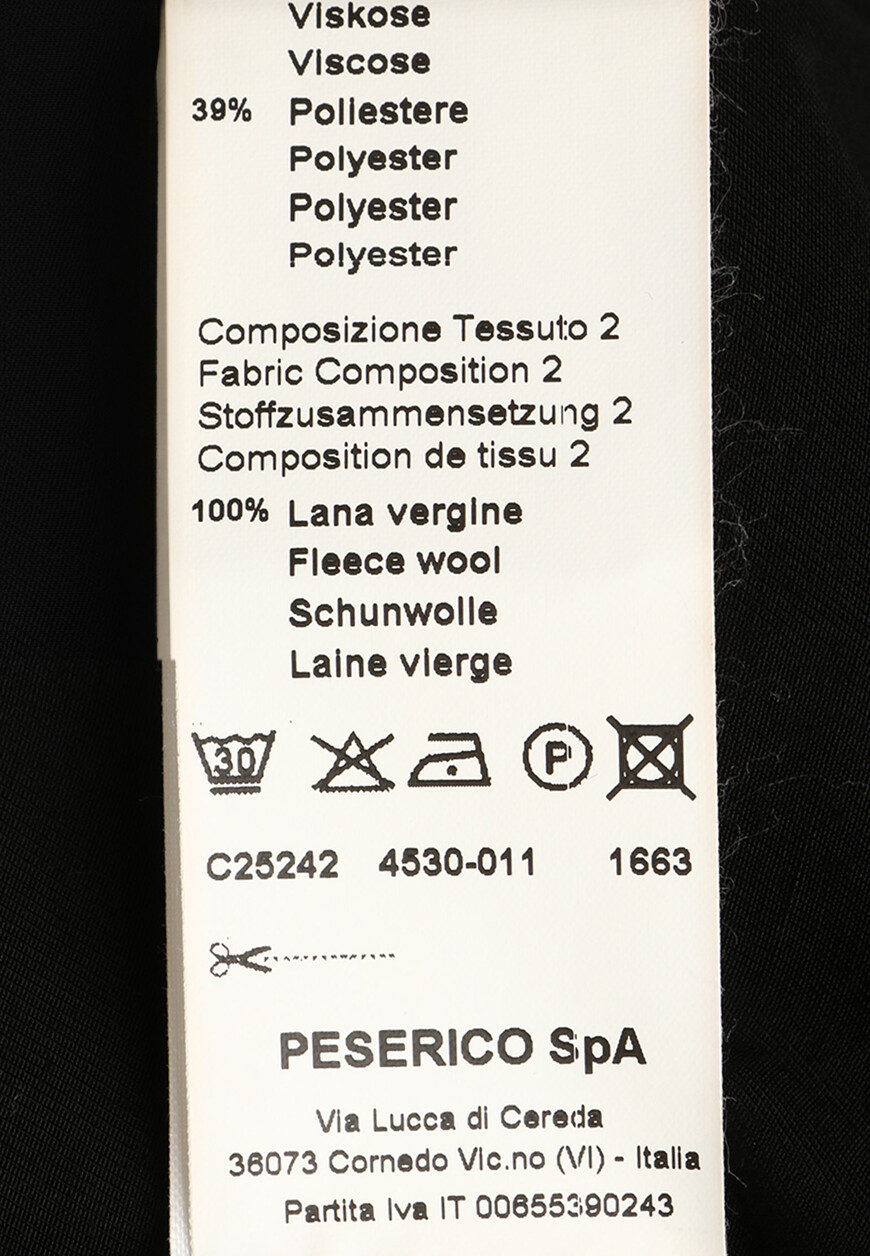 Viskose
Viscose
39% Poliestere
Polyester
Polyester
Polyester
Composizione Tessuto 2
Fabric Composition 2
Stoffzusammensetzung 2
Composition de tissu 2
100% Lana vergine
Fleece wool
Schunwolle
Laine vierge
30 P
C25242 4530-011 1663
PESERICO SpA
Via Lucca di Cereda
36073 Cornedo Vic.no (VI) - Italia
Partita Iva IT 00655390243